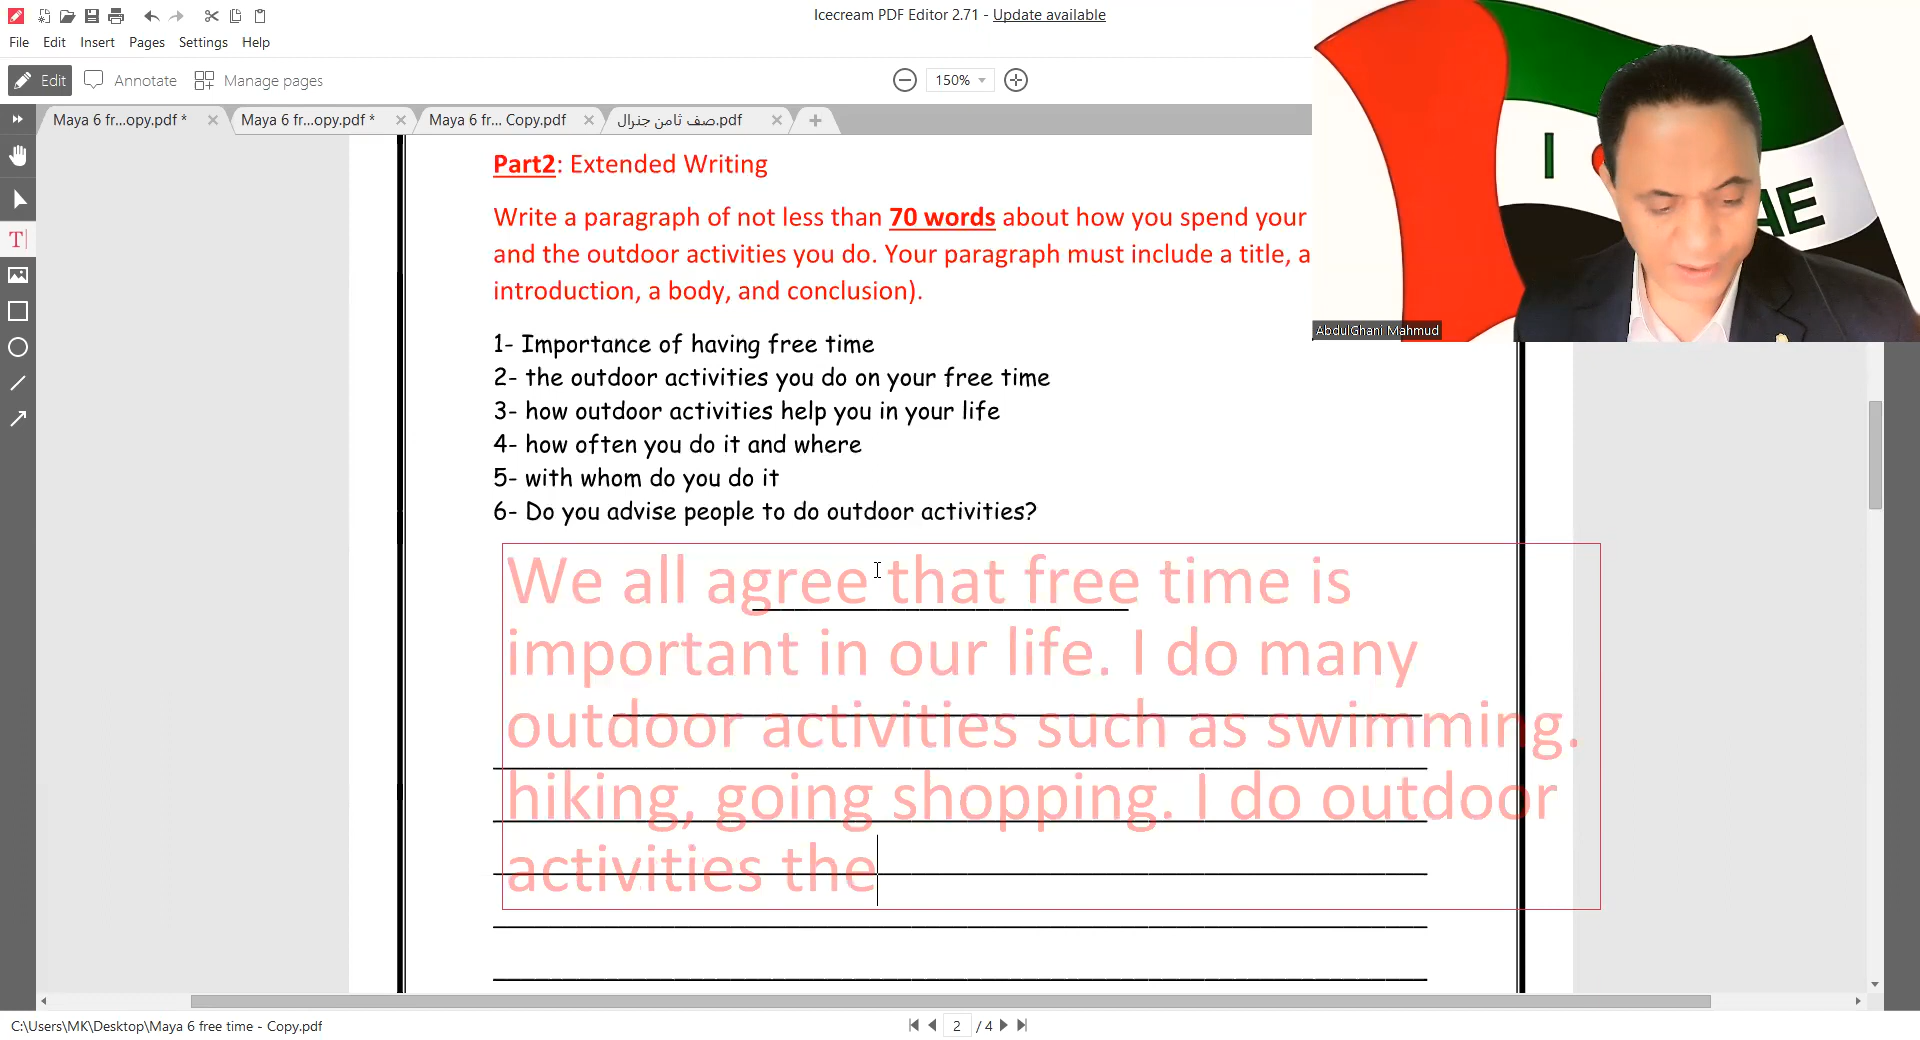 Icecream PDF Editor 2.71 - Update available
File Edit Insert Pages Settings Help
Edit Annotate Manage pages
150%
Maya 6 fr...opy.pdf *
Maya 6 fr...opy.pdf *
Maya 6 fr... Copy.pdf
صف ثامن جنرال.pdf
Part2: Extended Writing
Write a paragraph of not less than 70 words about how you spend your
and the outdoor activities you do. Your paragraph must include a title, a
introduction, a body, and conclusion).
1- Importance of having free time
2- the outdoor activities you do on your free time
3- how outdoor activities help you in your life
4- how often you do it and where
5- with whom do you do it
6- Do you advise people to do outdoor activities?
We all agree that free time is
important in our life. I do many
outdoor activities such as swimming.
hiking, going shopping. I do outdoor
activities the
I
AE
AbdulGhani Mahmud
C:\Users\MK\Desktop\Maya 6 free time - Copy.pdf
2 / 4